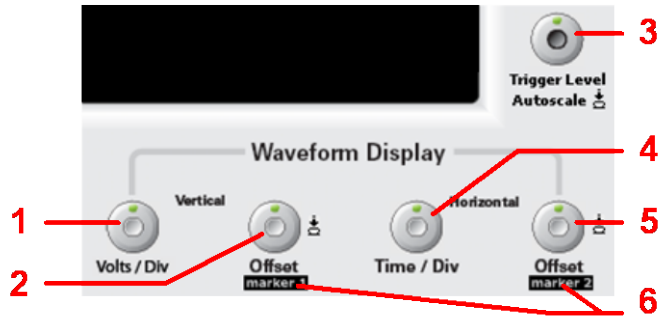 3
Trigger Level
Autoscale
Waveform Display
4
Vertical
Horizontal
1
5
2
Volts / Div
Offset
marker 1
Time / Div
Offset
marker 2
6